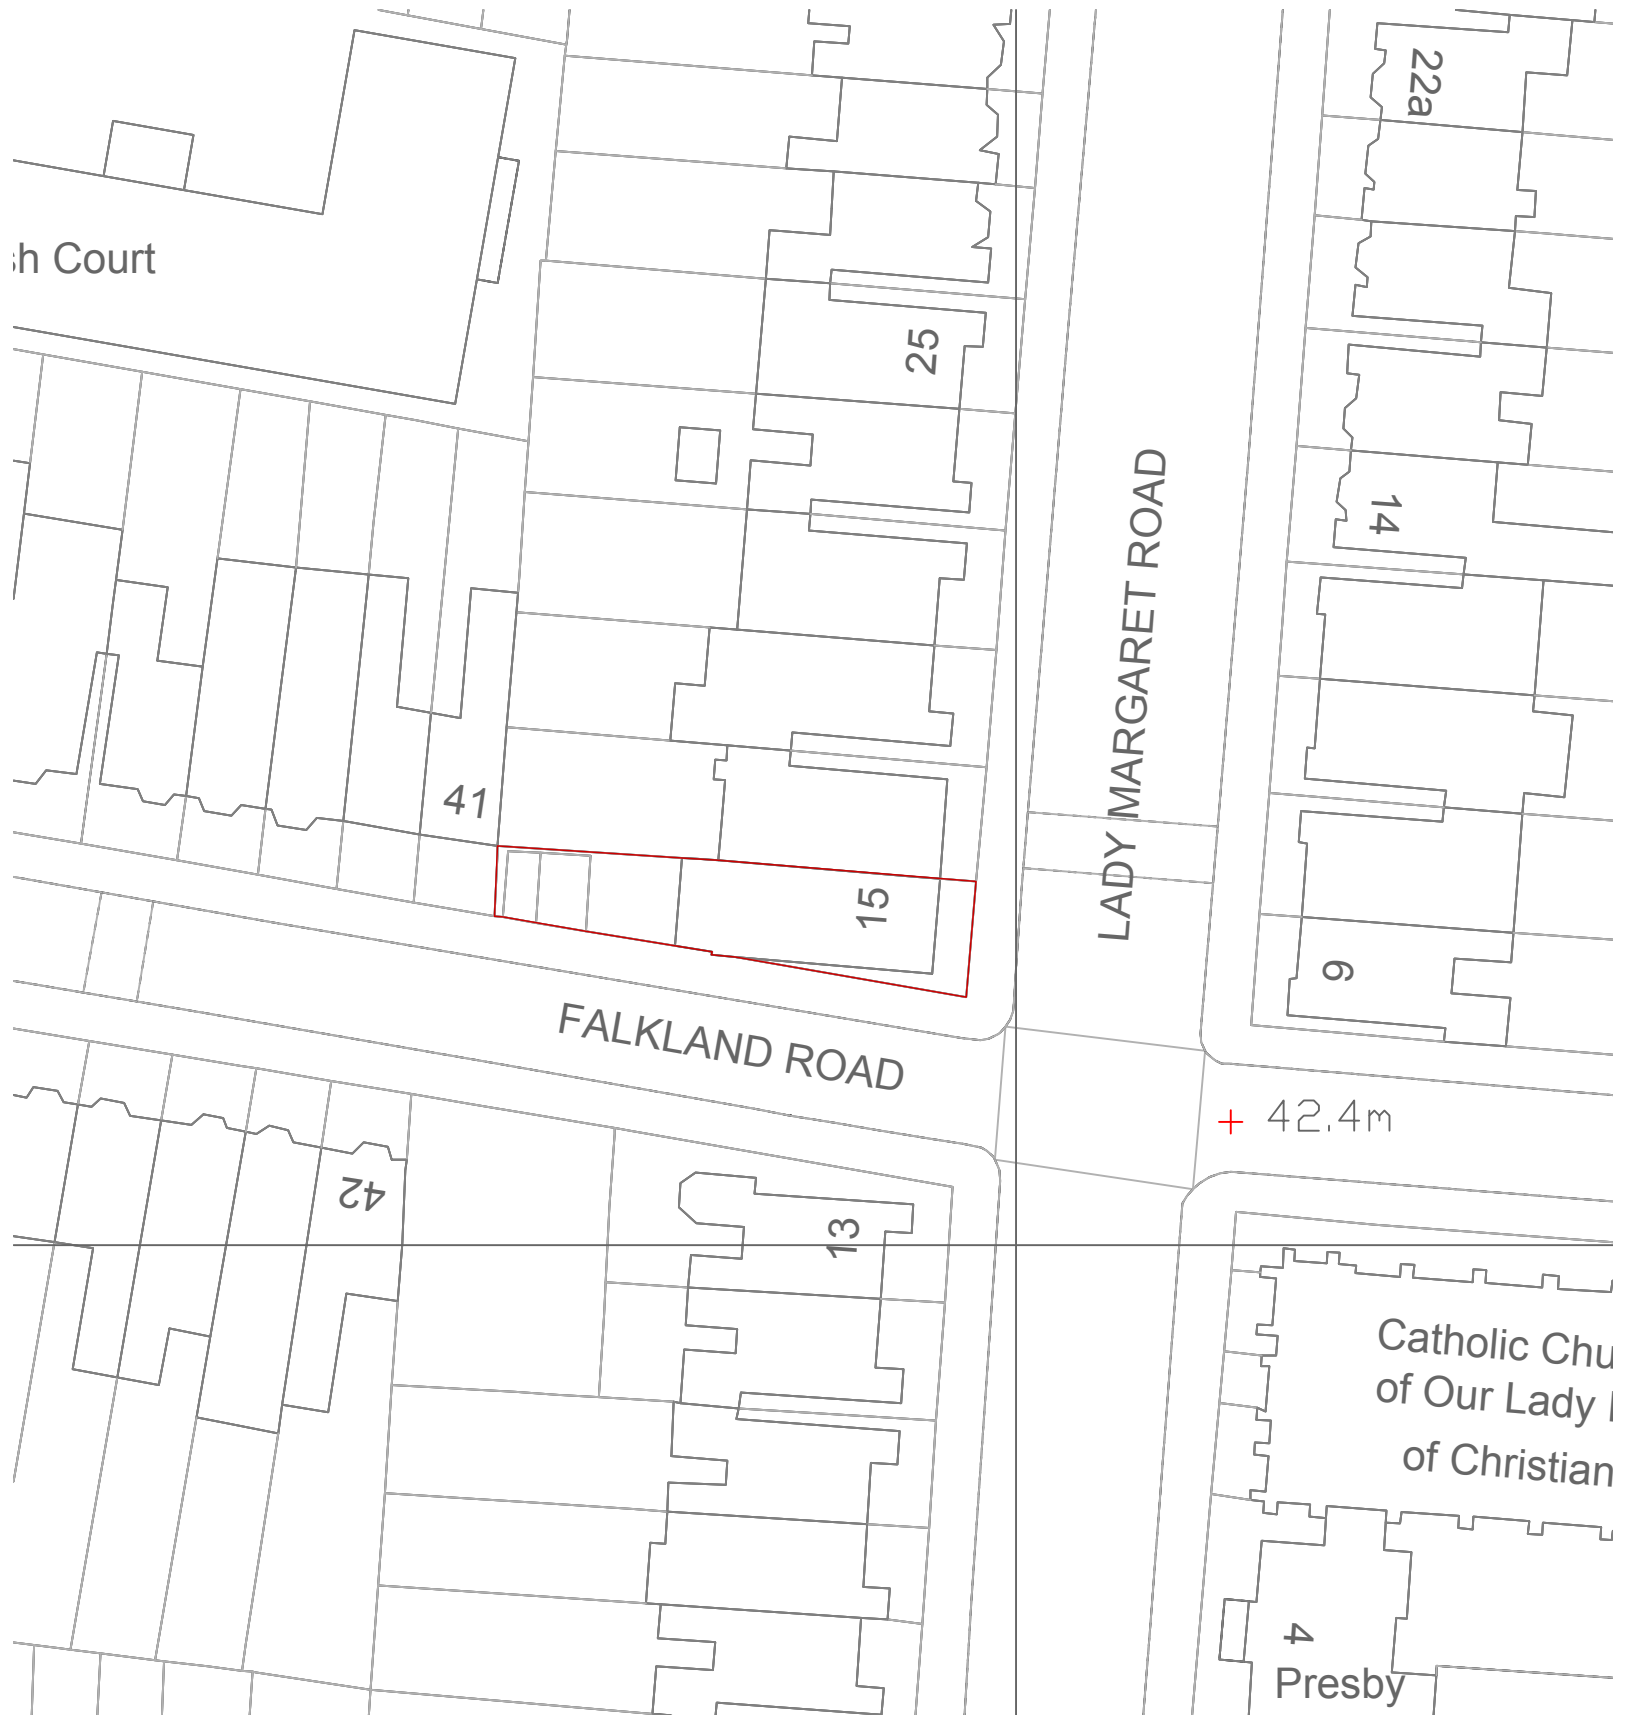 22a
sh Court
25
LADY MARGARET ROAD
14
41
15
6
FALKLAND ROAD
42.4m
42
13
Catholic Chu
of Our Lady
of Christian
4
Presby